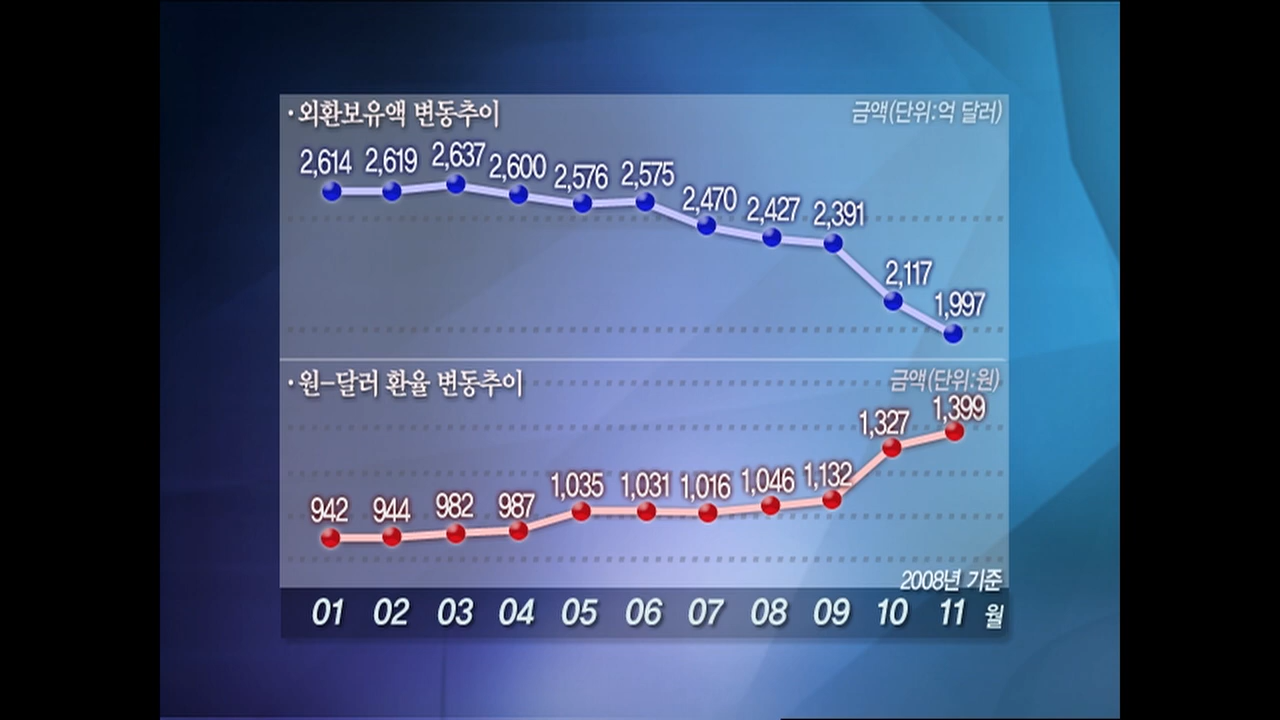 ·외환보유액 변동추이 금액(단위:억 달러)
2,614 2,619 2,637 2,600 2,576 2,575 2,470 2,427 2,391 2,117 1,997
·원-달러 환율 변동추이 금액(단위:원)
942 944 982 987 1,035 1,031 1,016 1,046 1,132 1,327 1,399
2008년 기준
01 02 03 04 05 06 07 08 09 10 11 월